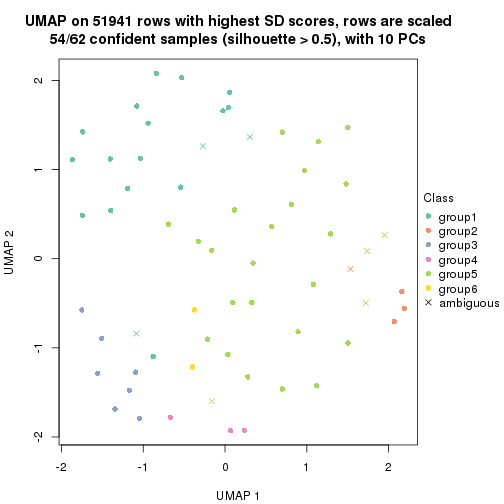 UMAP on 51941 rows with highest SD scores, rows are scaled
54/62 confident samples (silhouette > 0.5), with 10 PCs
2
1
0
-1
-2
UMAP 2
-2
-1
0
1
2
UMAP 1
Class
group1
group2
group3
group4
group5
group6
ambiguous